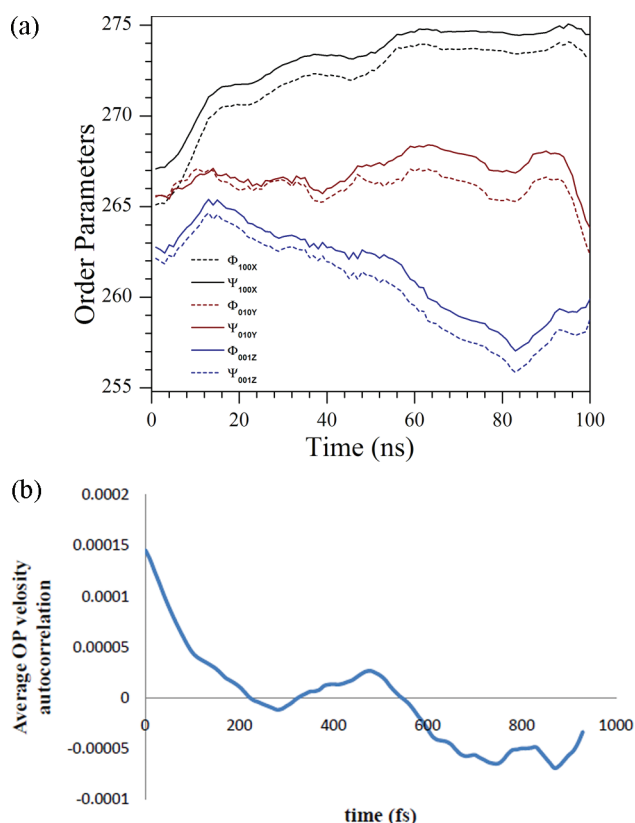 (a)
275
270
265
260
255
Order Parameters
Φ100X
Ψ100X
Φ010Y
Ψ010Y
Φ001Z
Ψ001Z
0 20 40 60 80 100
Time (ns)
(b)
0.0002
0.00015
0.0001
0.00005
0
-0.00005
-0.0001
Average OP velosity
autocorrelation
0 200 400 600 800 1000
time (fs)